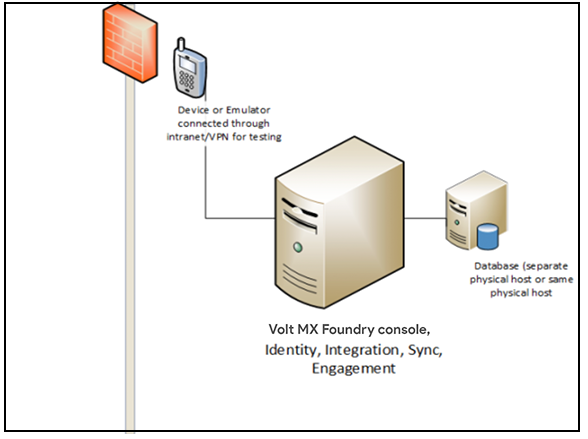 Device or Emulator
connected through
intranet/VPN for testing
Database (separate
physical host or same
physical host
Volt MX Foundry console,
Identity, Integration, Sync,
Engagement